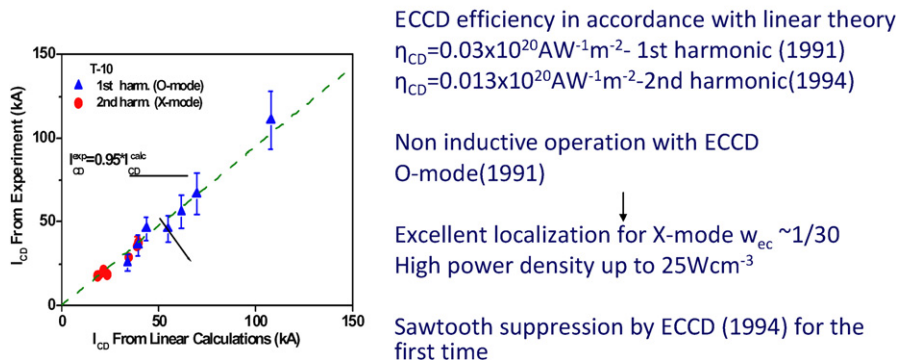 150
100
50
0
0
50
100
150
T-10
1st harm. (O-mode)
2nd harm. (X-mode)
I^exp_CD=0.95*I^calc_CD
I_CD From Experiment (kA)
I_CD From Linear Calculations (kA)
ECCD efficiency in accordance with linear theory
η_CD=0.03x10²⁰AW⁻¹m⁻²- 1st harmonic (1991)
η_CD=0.013x10²⁰AW⁻¹m⁻²-2nd harmonic(1994)
Non inductive operation with ECCD
O-mode(1991)
Excellent localization for X-mode w_ec ~1/30
High power density up to 25Wcm⁻³
Sawtooth suppression by ECCD (1994) for the
first time